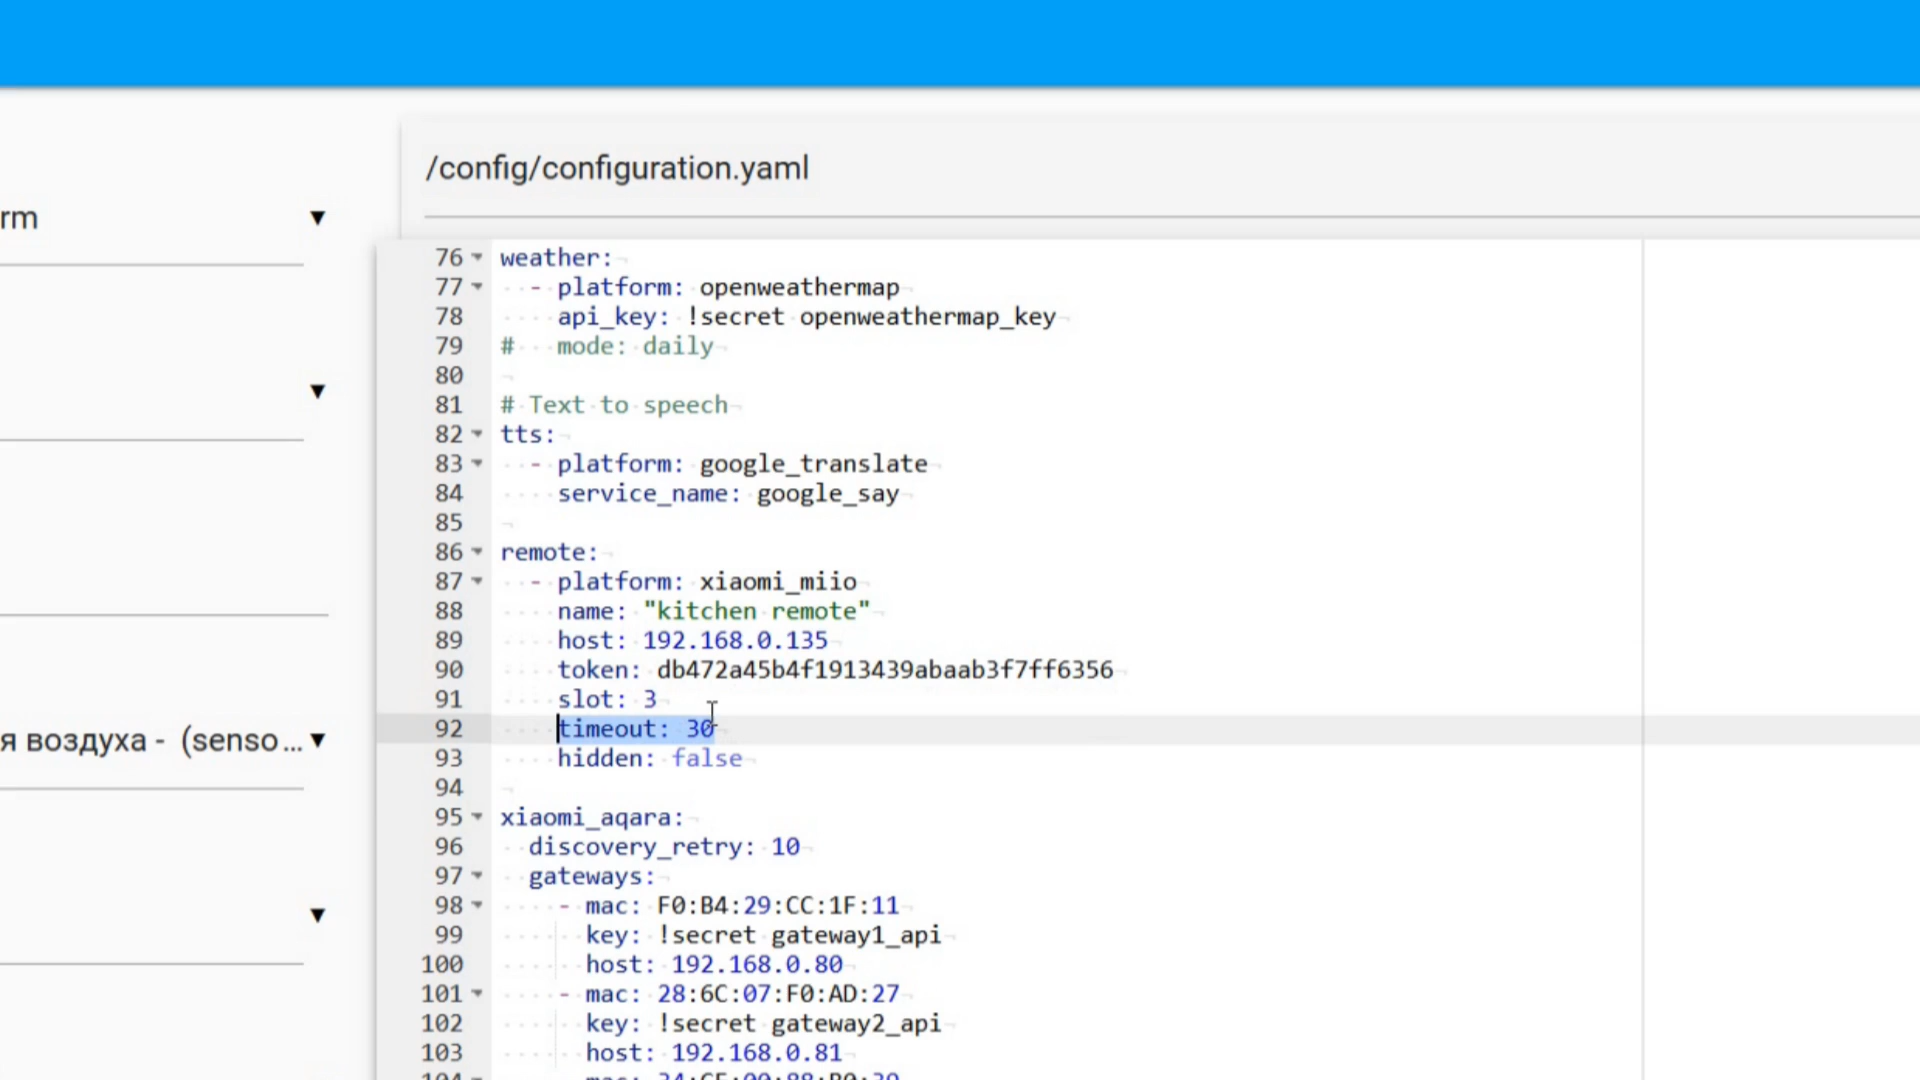 /config/configuration.yaml
rm
я воздуха - (senso...
76 weather:
77 - platform: openweathermap
78 api_key: !secret openweathermap_key
79 # mode: daily
80
81 # Text to speech
82 tts:
83 - platform: google_translate
84 service_name: google_say
85
86 remote:
87 - platform: xiaomi_miio
88 name: "kitchen remote"
89 host: 192.168.0.135
90 token: db472a45b4f1913439abaab3f7ff6356
91 slot: 3
92 timeout: 30
93 hidden: false
94
95 xiaomi_aqara:
96 discovery_retry: 10
97 gateways:
98 - mac: F0:B4:29:CC:1F:11
99 key: !secret gateway1_api
100 host: 192.168.0.80
101 - mac: 28:6C:07:F0:AD:27
102 key: !secret gateway2_api
103 host: 192.168.0.81